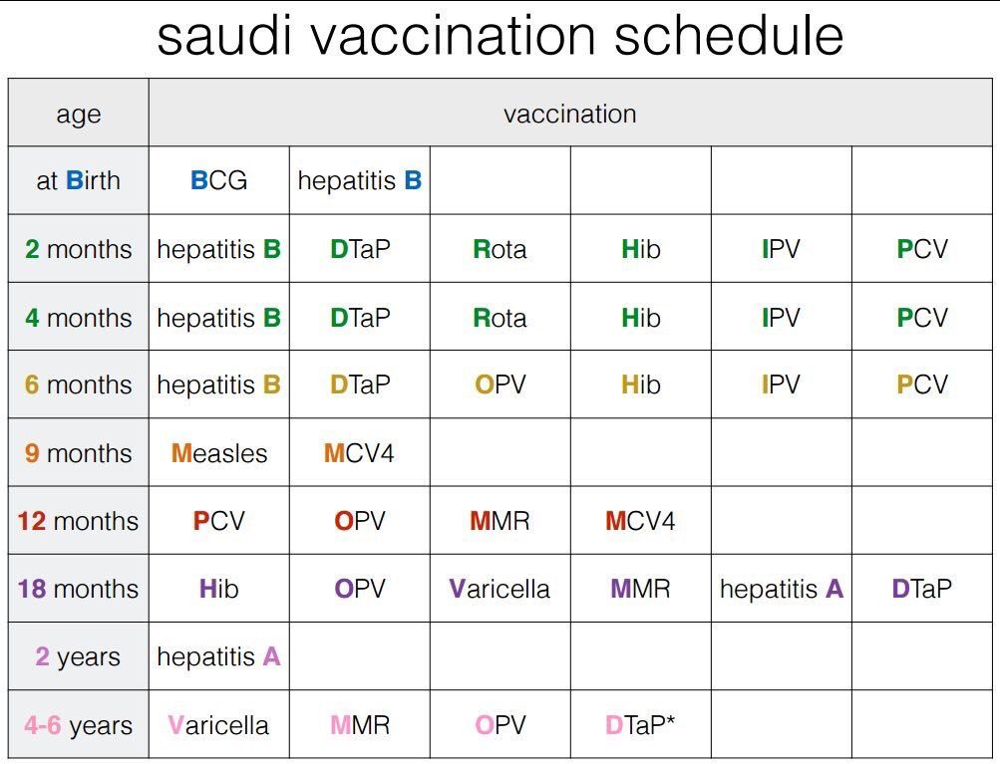 saudi vaccination schedule
age vaccination
at Birth BCG hepatitis B
2 months hepatitis B DTaP Rota Hib IPV PCV
4 months hepatitis B DTaP Rota Hib IPV PCV
6 months hepatitis B DTaP OPV Hib IPV PCV
9 months Measles MCV4
12 months PCV OPV MMR MCV4
18 months Hib OPV Varicella MMR hepatitis A DTaP
2 years hepatitis A
4-6 years Varicella MMR OPV DTaP*